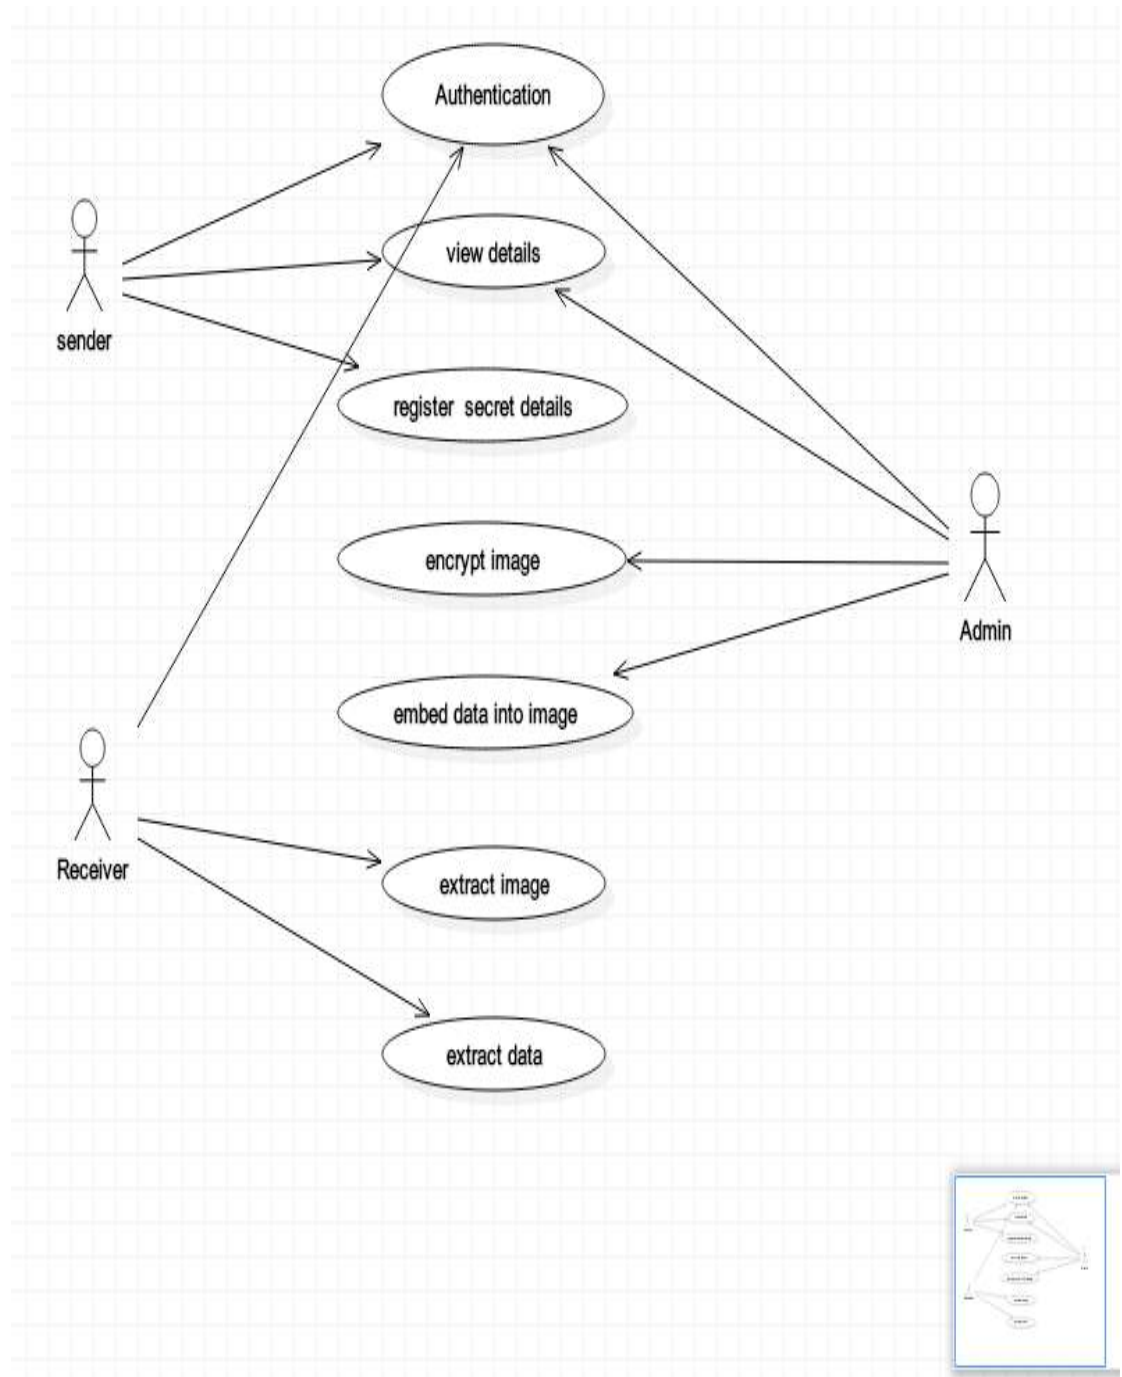 Authentication
view details
sender
register secret details
encrypt image
Admin
embed data into image
Receiver
extract image
extract data